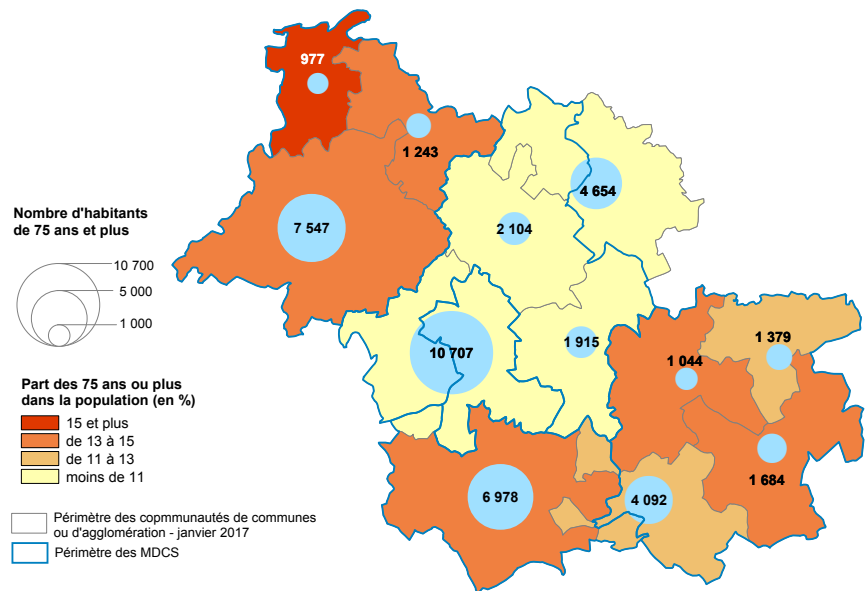 977
1 243
4 654
7 547
2 104
Nombre d'habitants
de 75 ans et plus
10 700
5 000
1 000
10 707
1 915
1 044
1 379
Part des 75 ans ou plus
dans la population (en %)
15 et plus
de 13 à 15
de 11 à 13
moins de 11
6 978
4 092
1 684
Périmètre des copmmunautés de communes
ou d'agglomération - janvier 2017
Périmètre des MDCS